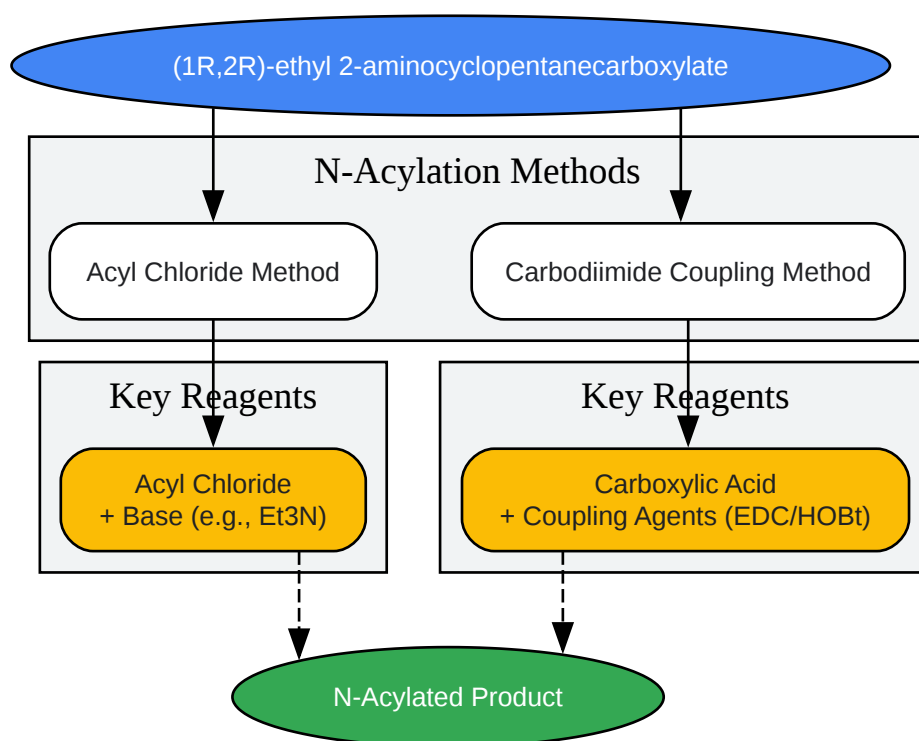 (1R,2R)-ethyl 2-aminocyclopentanecarboxylate
N-Acylation Methods
Acyl Chloride Method
Carbodiimide Coupling Method
Key Reagents
Key Reagents
Acyl Chloride
+ Base (e.g., Et3N)
Carboxylic Acid
+ Coupling Agents (EDC/HOBt)
N-Acylated Product